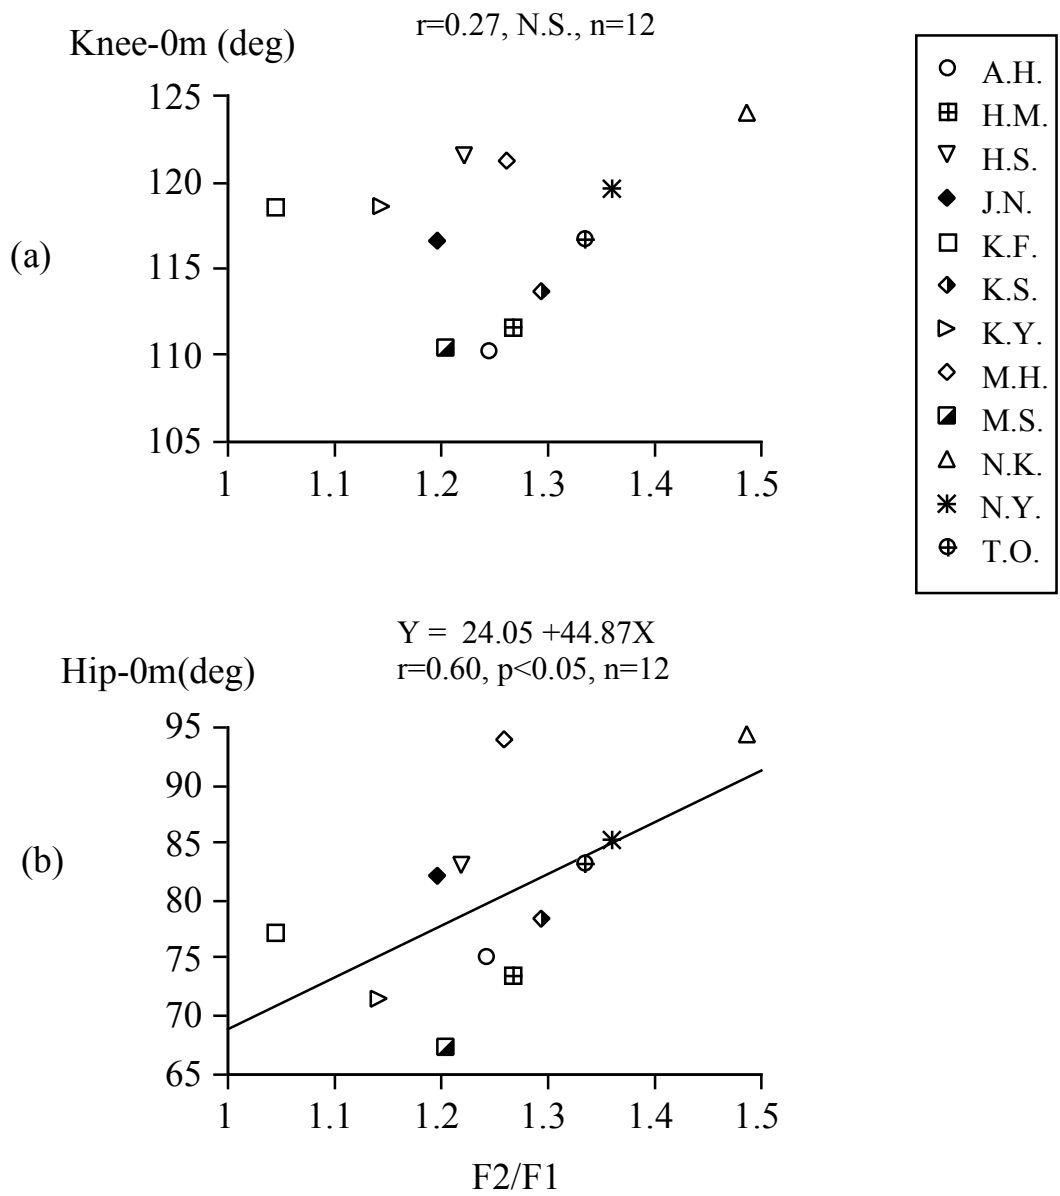 r=0.27, N.S., n=12
Knee-0m (deg)
125
120
115
110
105
(a)
1 1.1 1.2 1.3 1.4 1.5
A.H.
H.M.
H.S.
J.N.
K.F.
K.S.
K.Y.
M.H.
M.S.
N.K.
N.Y.
T.O.
Y = 24.05 +44.87X
r=0.60, p<0.05, n=12
Hip-0m(deg)
95
90
85
80
75
70
65
(b)
1 1.1 1.2 1.3 1.4 1.5
F2/F1